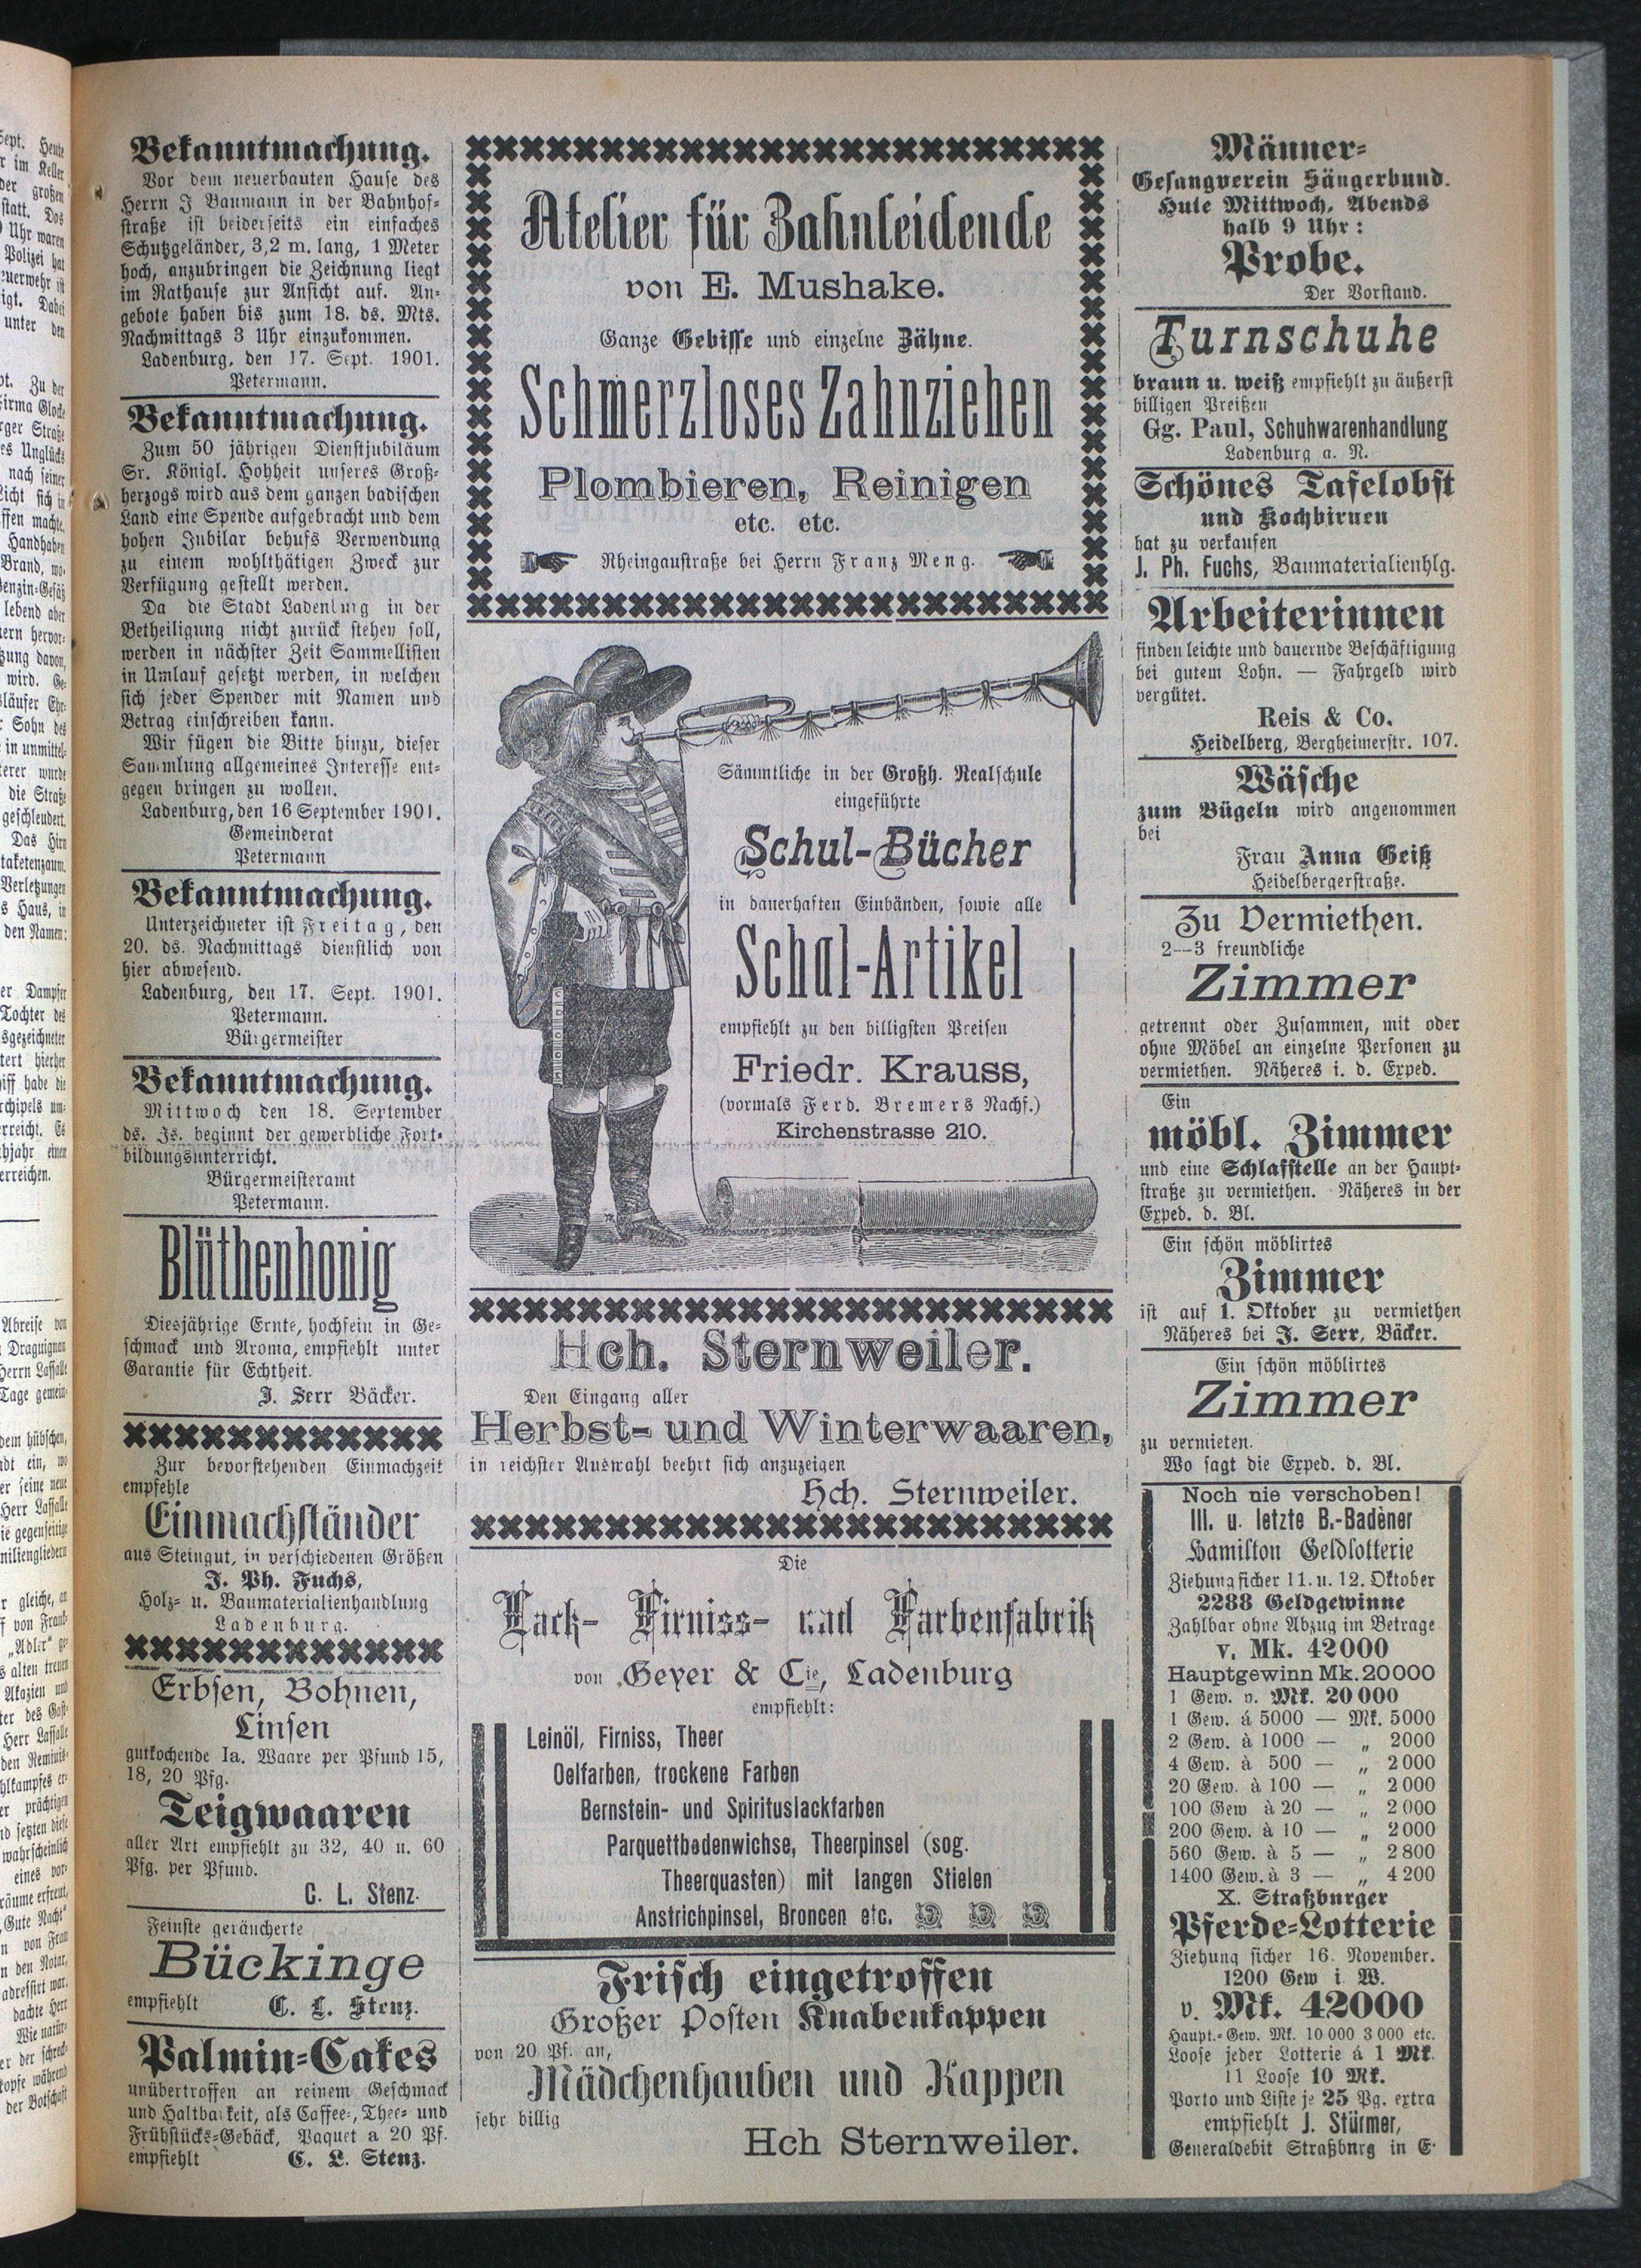 Bekanntmachung.
Vor dem neuerbauten Hause des
Herrn J Baumann in der Bahnhof-
straße ist beiderseits ein einfaches
Schutzgeländer, 3,2 m. lang, 1 Meter
hoch, anzubringen die Zeichnung liegt
im Rathause zur Ansicht auf. An-
gebote haben bis zum 18. ds. Mts.
Nachmittags 3 Uhr einzukommen.
Ladenburg, den 17. Sept. 1901.
Petermann.
Bekanntmachung.
Zum 50 jährigen Dienstjubiläum
Sr. Königl. Hohheit unseres Groß-
herzogs wird aus dem ganzen badischen
Land eine Spende aufgebracht und dem
hohen Jubilar behufs Verwendung
zu einem wohlthätigen Zweck zur
Verfügung gestellt werden.
Da die Stadt Ladenburg in der
Betheiligung nicht zurück stehen soll,
werden in nächster Zeit Sammellisten
in Umlauf gesetzt werden, in welchen
sich jeder Spender mit Namen und
Betrag einschreiben kann.
Wir fügen die Bitte hinzu, dieser
Sammlung allgemeines Interesse ent-
gegen bringen zu wollen.
Ladenburg, den 16 September 1901.
Gemeinderat
Petermann
Bekanntmachung.
Unterzeichneter ist Freitag, den
20. ds. Nachmittags dienstlich von
hier abwesend.
Ladenburg, den 17. Sept. 1901.
Petermann.
Bürgermeister
Bekanntmachung.
Mittwoch den 18. September
ds. Js. beginnt der gewerbliche Fort-
bildungsunterricht.
Bürgermeisteramt
Petermann.
Blüthenhonig
Diesjährige Ernte, hochfein in Ge-
schmack und Aroma, empfiehlt unter
Garantie für Echtheit.
J. Serr Bäcker.
Zur bevorstehenden Einmachzeit
empfehle
Einmachständer
aus Steingut, in verschiedenen Größen
J. Ph. Fuchs,
Holz- u. Baumaterialienhandlung
Ladenburg.
Erbsen, Bohnen,
Linsen
gutkochende Ia. Waare per Pfund 15,
18, 20 Pfg.
Teigwaaren
aller Art empfiehlt zu 32, 40 u. 60
Pfg. per Pfund.
C. L. Stenz.
Feinste geräucherte
Bückinge
empfiehlt C. L. Stenz.
Palmin-Cakes
unübertroffen an reinem Geschmack
und Haltbarkeit, als Caffee-, Thee- und
Frühstücks-Gebäck, Paquet a 20 Pf.
empfiehlt C. L. Stenz.
Atelier für Zahnleidende
von E. Mushake.
Ganze Gebisse und einzelne Zähne.
Schmerzloses Zahnziehen
Plombieren, Reinigen
etc. etc.
Rheingaustraße bei Herrn Franz Meng.
Sämmtliche in der Großh. Realschule
eingeführte
Schul-Bücher
in dauerhaften Einbänden, sowie alle
Schul-Artikel
empfiehlt zu den billigsten Preisen
Friedr. Krauss,
(vormals Ferd. Bremers Nachf.)
Kirchenstrasse 210.
Hch. Sternweiler.
Den Eingang aller
Herbst- und Winterwaaren,
in reichster Auswahl beehrt sich anzuzeigen
Hch. Sternweiler.
Die
Lack- Firniss- und Farbenfabrik
von Geyer & Cie, Ladenburg
empfiehlt:
Leinöl, Firniss, Theer
Oelfarben, trockene Farben
Bernstein- und Spirituslackfarben
Parquettbodenwichse, Theerpinsel (sog.
Theerquasten) mit langen Stielen
Anstrichpinsel, Broncen etc.
Frisch eingetroffen
Großer Posten Knabenkappen
von 20 Pf. an,
Mädchenhauben und Kappen
sehr billig
Hch Sternweiler.
Männer-
Gesangverein Sängerbund.
Hute Mittwoch, Abends
halb 9 Uhr:
Probe.
Der Vorstand.
Turnschuhe
braun u. weiß empfiehlt zu äußerst
billigen Preißen
Gg. Paul, Schuhwarenhandlung
Ladenburg a. N.
Schönes Tafelobst
und Kochbirnen
hat zu verkaufen
J. Ph. Fuchs, Baumaterialienhlg.
Arbeiterinnen
finden leichte und dauernde Beschäftigung
bei gutem Lohn. — Fahrgeld wird
vergütet.
Reis & Co.
Heidelberg, Bergheimerstr. 107.
Wäsche
zum Bügeln wird angenommen
bei
Frau Anna Geiß
Heidelbergerstraße.
Zu Vermiethen.
2—3 freundliche
Zimmer
getrennt oder Zusammen, mit oder
ohne Möbel an einzelne Personen zu
vermiethen. Näheres i. d. Exped.
Ein
möbl. Zimmer
und eine Schlafstelle an der Haupt-
straße zu vermiethen. Näheres in der
Exped. d. Bl.
Ein schön möblirtes
Zimmer
ist auf 1. Oktober zu vermiethen
Näheres bei J. Serr, Bäcker.
Ein schön möblirtes
Zimmer
zu vermieten.
Wo sagt die Exped. d. Bl.
Noch nie verschoben!
III. u. letzte B.-Badener
Hamilton Geldlotterie
Ziehung sicher 11. u. 12. Oktober
2288 Geldgewinne
Zahlbar ohne Abzug im Betrage
v. Mk. 42000
Hauptgewinn Mk. 20000
1 Gew. v. Mk. 20 000
1 Gew. á 5000 — Mk. 5000
2 Gew. à 1000 — „ 2000
4 Gew. à 500 — „ 2 000
20 Gew. à 100 — „ 2 000
100 Gew à 20 — „ 2 000
200 Gew. à 10 — „ 2 000
560 Gew. à 5 — „ 2 800
1400 Gew. à 3 — „ 4 200
X. Straßburger
Pferde-Lotterie
Ziehung sicher 16. November.
1200 Gew i. W.
v. Mk. 42000
Haupt.-Gew. Mk. 10 000 3 000 etc.
Loose jeder Lotterie á 1 Mk.
11 Loose 10 Mk.
Porto und Liste je 25 Pg. extra
empfiehlt J. Stürmer,
Generaldebit Straßbnrg in E.